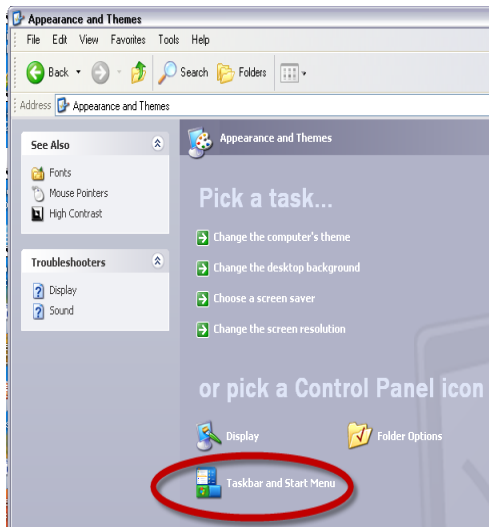 Appearance and Themes
File Edit View Favorites Tools Help
Back Search Folders
Address Appearance and Themes
See Also
Fonts
Mouse Pointers
High Contrast
Troubleshooters
Display
Sound
Appearance and Themes
Pick a task...
Change the computer's theme
Change the desktop background
Choose a screen saver
Change the screen resolution
or pick a Control Panel icon
Display Folder Options
Taskbar and Start Menu